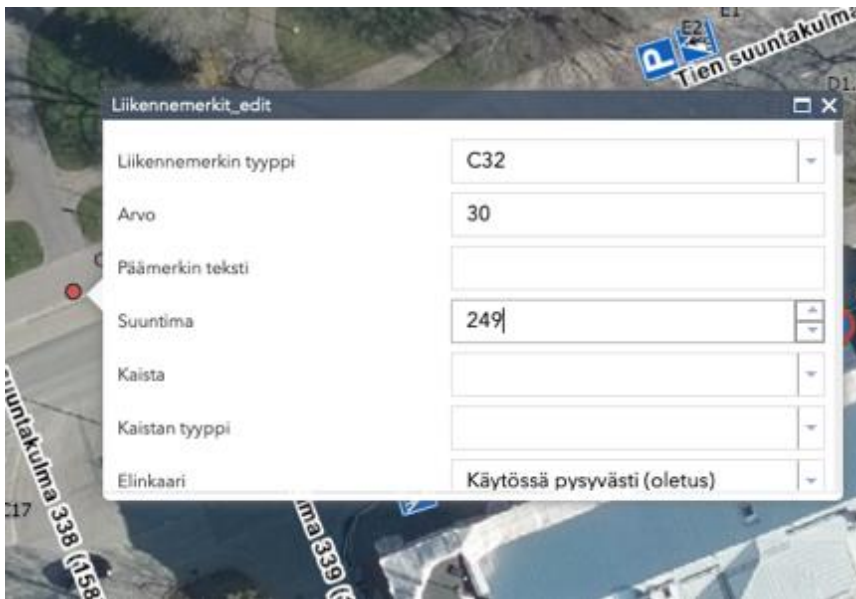 E1
E2
P
Tien suuntakulma
D1.
Liikennemerkit_edit
Liikennemerkin tyyppi
C32
Arvo
30
Päämerkin teksti
Suuntima
249
Kaista
Kaistan tyyppi
Elinkaari
Käytössä pysyvästi (oletus)
C17
suuntakulma 338 (158
ma 339 (